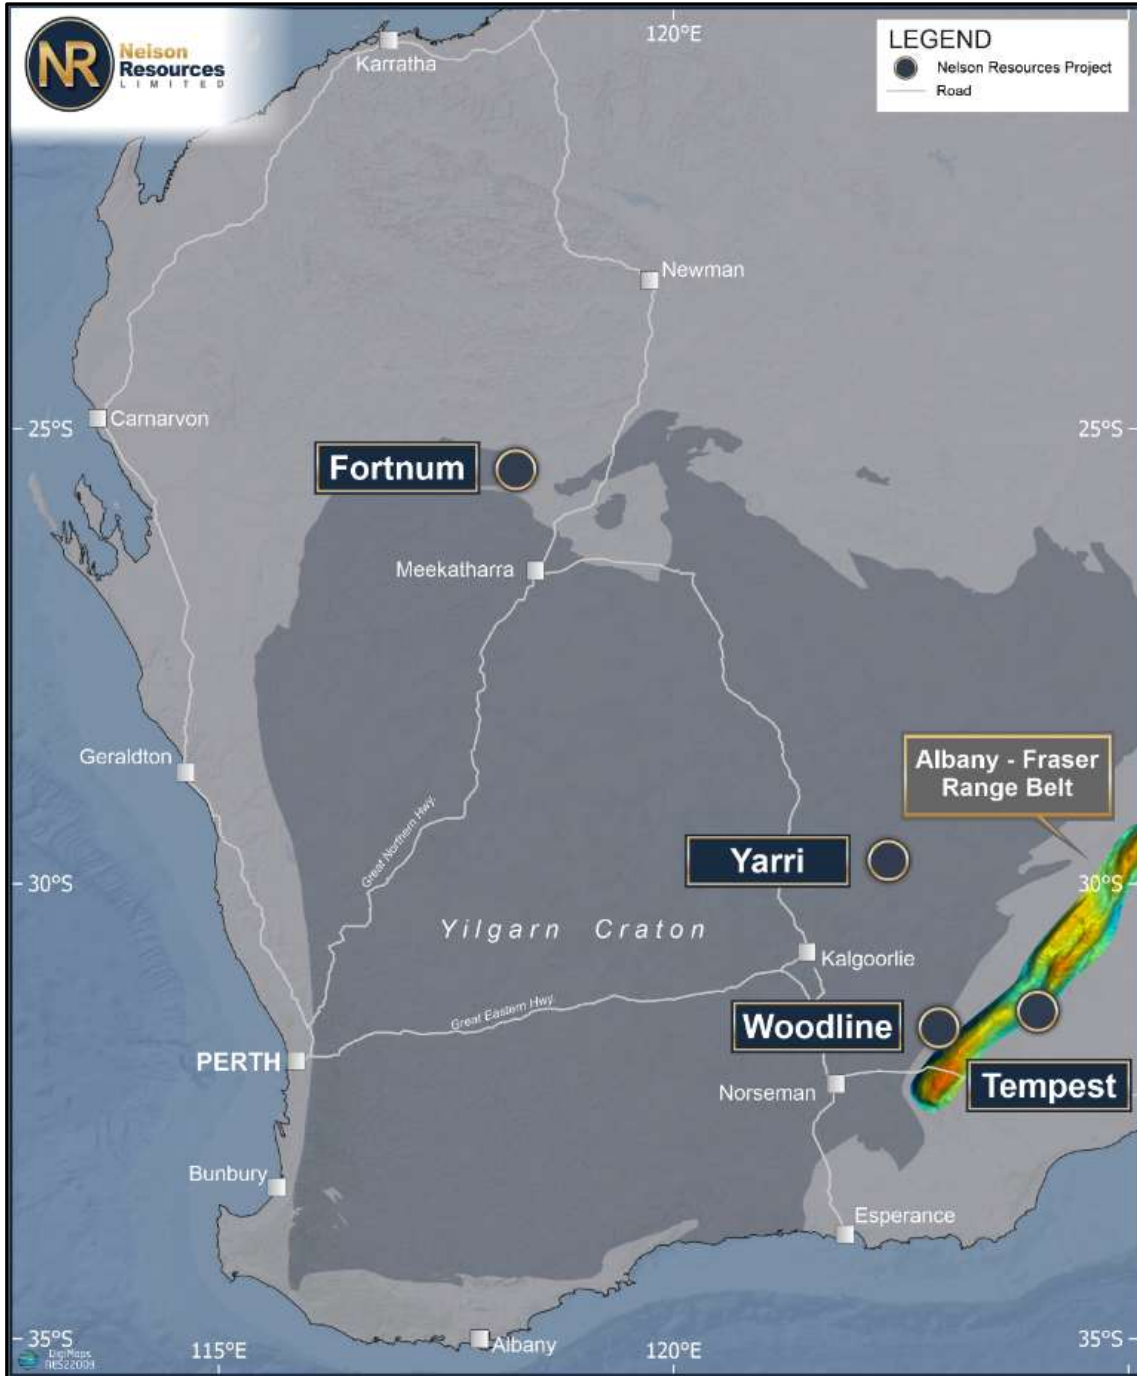 NR
Nelson
Resources
LIMITED
120°E
LEGEND
Nelson Resources Project
Road
Karratha
Newman
Carnarvon
25°S
25°S
Fortnum
Meekatharra
Geraldton
Albany - Fraser
Range Belt
Great Northern Hwy.
Yarri
30°S
30°S
Yilgarn Craton
Kalgoorlie
Great Eastern Hwy.
Woodline
PERTH
Norseman
Tempest
Bunbury
Esperance
35°S
35°S
DigiMaps
NES22009
115°E
Albany
120°E